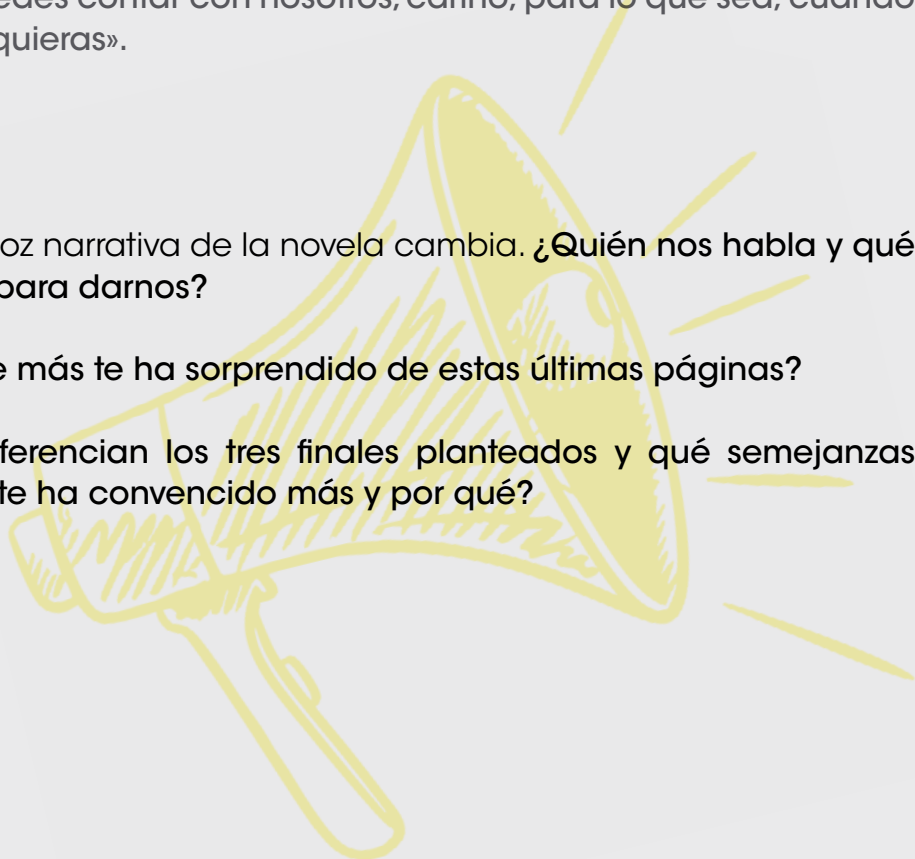 edes contar con nosotros, cariño, para lo que sea, cuando
quieras».
oz narrativa de la novela cambia. ¿Quién nos habla y qué
para darnos?
e más te ha sorprendido de estas últimas páginas?
ferencian los tres finales planteados y qué semejanzas
te ha convencido más y por qué?